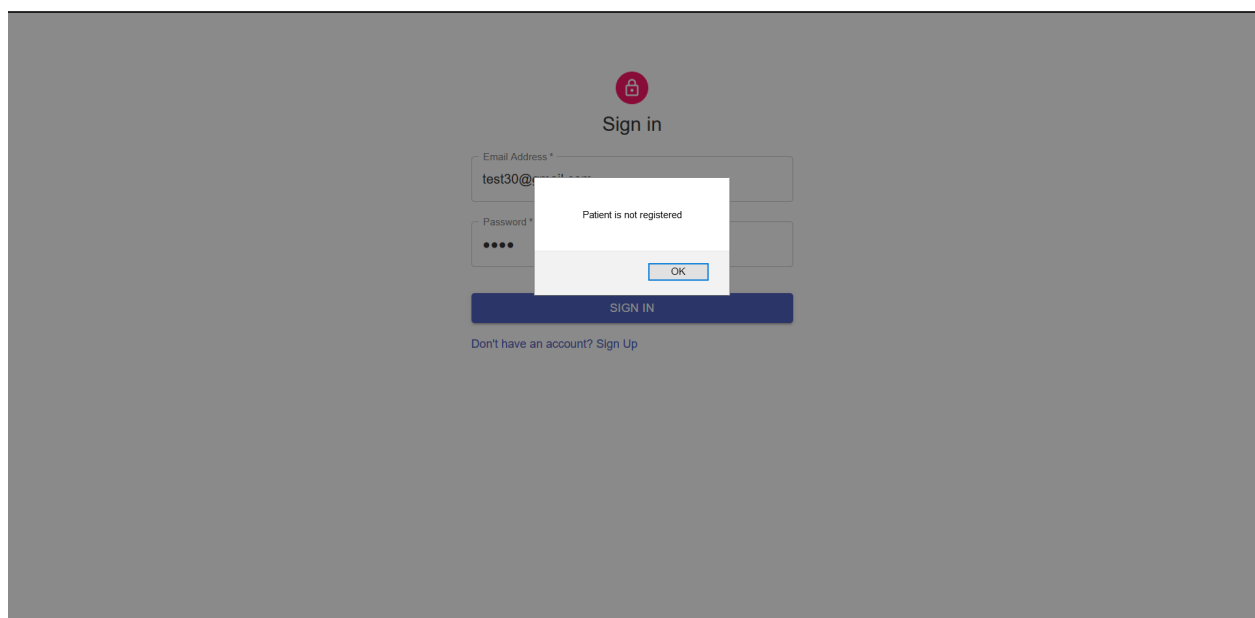 Sign in
Email Address *
test30@
Patient is not registered
Password *
••••
OK
SIGN IN
Don't have an account? Sign Up